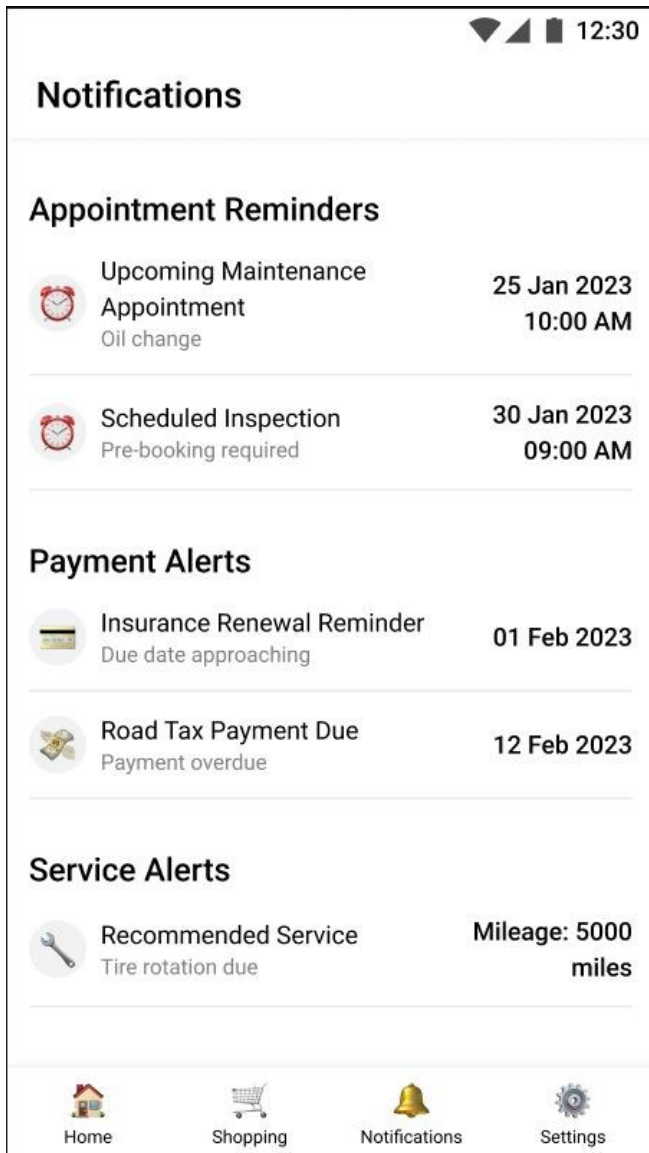 12:30
Notifications
Appointment Reminders
Upcoming Maintenance
Appointment
Oil change
25 Jan 2023
10:00 AM
Scheduled Inspection
Pre-booking required
30 Jan 2023
09:00 AM
Payment Alerts
Insurance Renewal Reminder
Due date approaching
01 Feb 2023
Road Tax Payment Due
Payment overdue
12 Feb 2023
Service Alerts
Recommended Service
Tire rotation due
Mileage: 5000
miles
Home
Shopping
Notifications
Settings